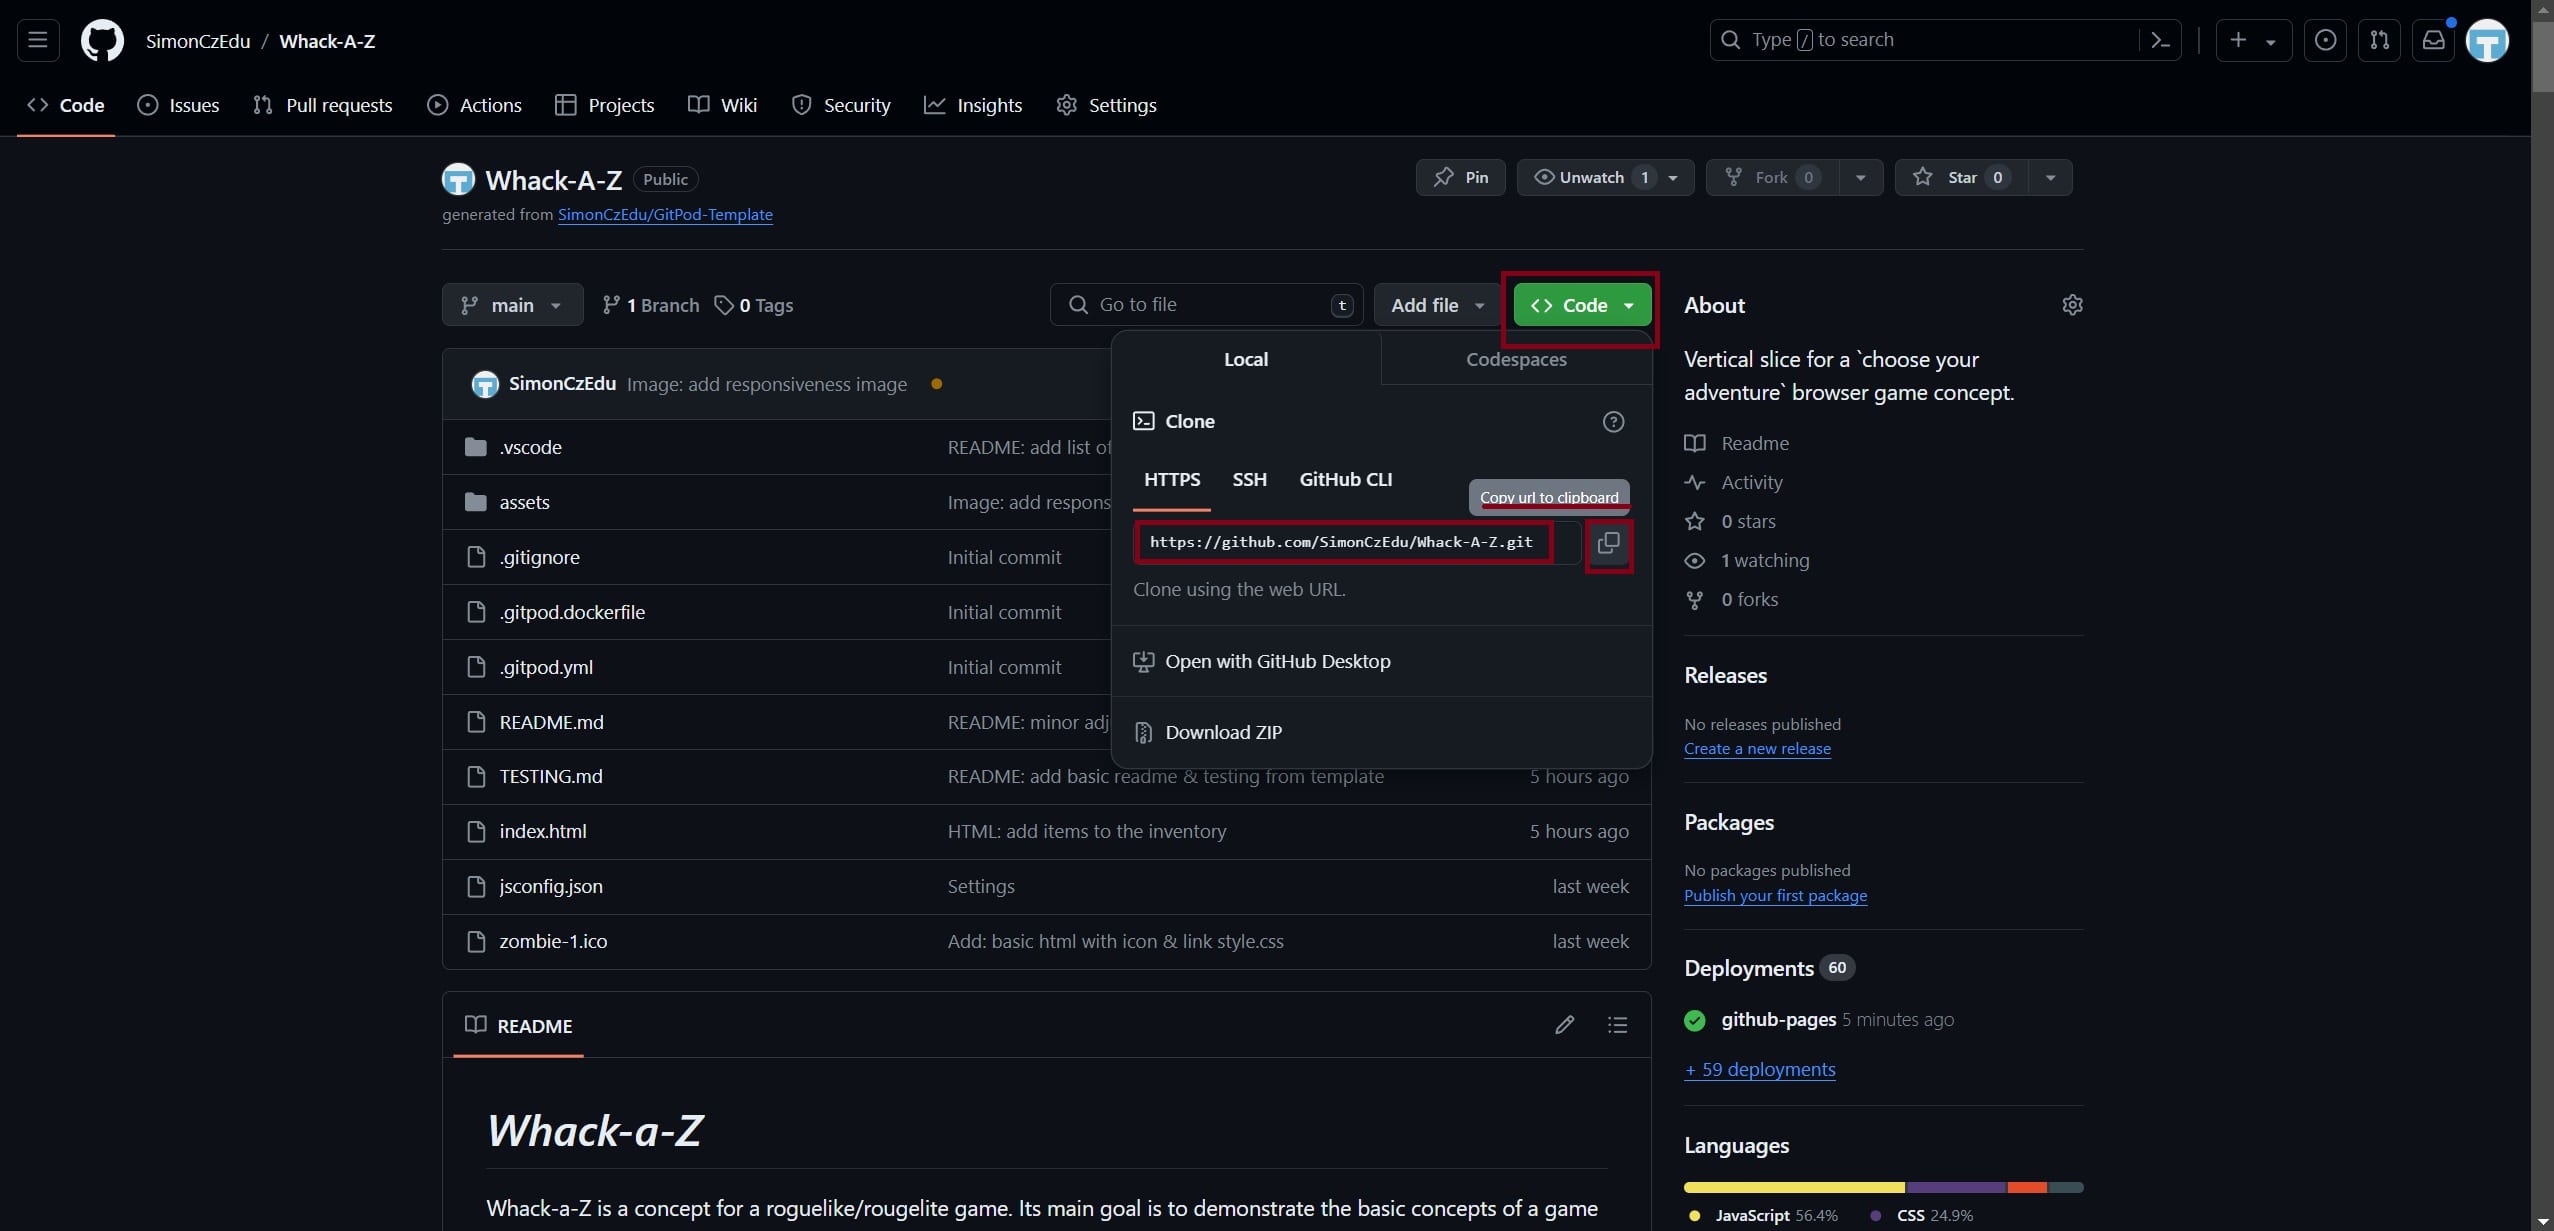 SimonCzEdu / Whack-A-Z
Type / to search
Code Issues Pull requests Actions Projects Wiki Security Insights Settings
Whack-A-Z Public
Pin Unwatch 1 Fork 0 Star 0
generated from SimonCzEdu/GitPod-Template
main 1 Branch 0 Tags Go to file t Add file Code
SimonCzEdu Image: add responsiveness image
.vscode README: add list of
assets Image: add respons
.gitignore Initial commit
.gitpod.dockerfile Initial commit
.gitpod.yml Initial commit
README.md README: minor adj
TESTING.md README: add basic readme & testing from template 5 hours ago
index.html HTML: add items to the inventory 5 hours ago
jsconfig.json Settings last week
zombie-1.ico Add: basic html with icon & link style.css last week
Local Codespaces
Clone
HTTPS SSH GitHub CLI
Copy url to clipboard
https://github.com/SimonCzEdu/Whack-A-Z.git
Clone using the web URL.
Open with GitHub Desktop
Download ZIP
README
Whack-a-Z
Whack-a-Z is a concept for a roguelike/rougelite game. Its main goal is to demonstrate the basic concepts of a game
About
Vertical slice for a `choose your
adventure` browser game concept.
Readme
Activity
0 stars
1 watching
0 forks
Releases
No releases published
Create a new release
Packages
No packages published
Publish your first package
Deployments 60
github-pages 5 minutes ago
+ 59 deployments
Languages
JavaScript 56.4% CSS 24.9%